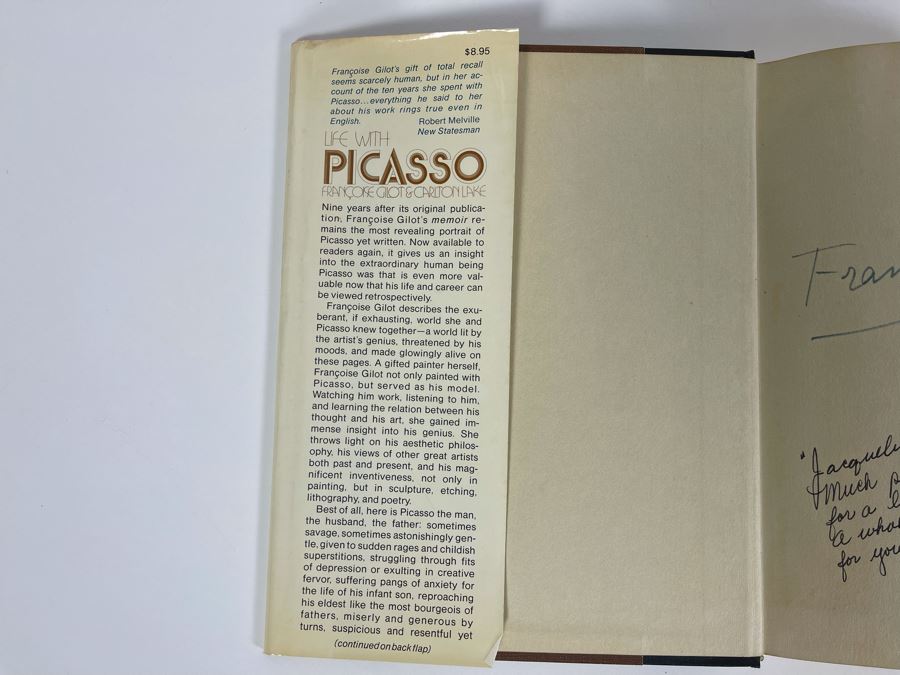 $8.95
Françoise Gilot's gift of total recall
seems scarcely human, but in her ac-
count of the ten years she spent with
Picasso...everything he said to her
about his work rings true even in
English. Robert Melville
New Statesman
LIFE WITH
PICASSO
FRANÇOISE GILOT & CARLTON LAKE
Nine years after its original publica-
tion, Françoise Gilot's memoir re-
mains the most revealing portrait of
Picasso yet written. Now available to
readers again, it gives us an insight
into the extraordinary human being
Picasso was that is even more val-
uable now that his life and career can
be viewed retrospectively.
Françoise Gilot describes the exu-
berant, if exhausting, world she and
Picasso knew together—a world lit by
the artist's genius, threatened by his
moods, and made glowingly alive on
these pages. A gifted painter herself,
Françoise Gilot not only painted with
Picasso, but served as his model.
Watching him work, listening to him,
and learning the relation between his
thought and his art, she gained im-
mense insight into his genius. She
throws light on his aesthetic philos-
ophy, his views of other great artists
both past and present, and his mag-
nificent inventiveness, not only in
painting, but in sculpture, etching,
lithography, and poetry.
Best of all, here is Picasso the man,
the husband, the father: sometimes
savage, sometimes astonishingly gen-
tle, given to sudden rages and childish
superstitions, struggling through fits
of depression or exulting in creative
fervor, suffering pangs of anxiety for
the life of his infant son, reproaching
his eldest like the most bourgeois of
fathers, miserly and generous by
turns, suspicious and resentful yet
(continued on back flap)
Fran
"Jacqueli
Much
for a
A whol
for you